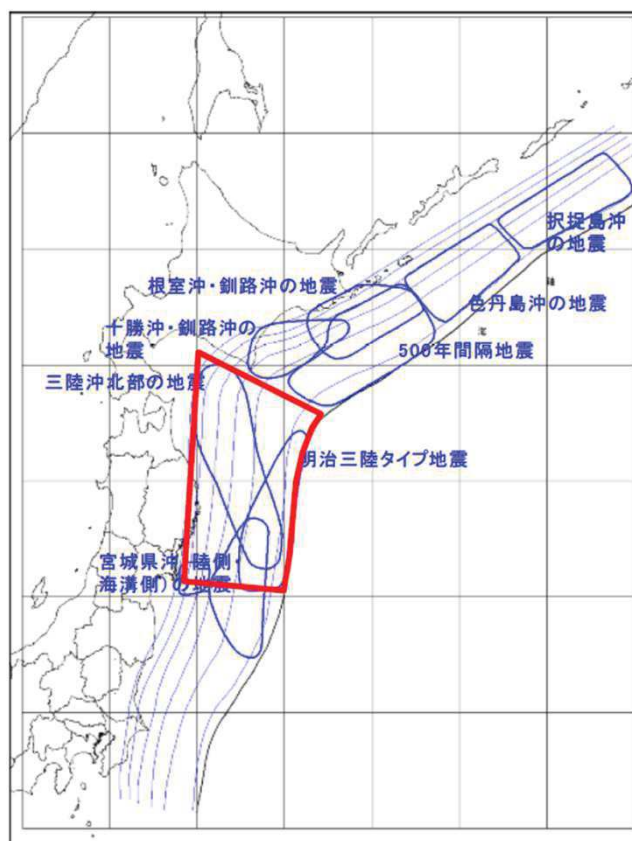 択捉島沖
の地震
根室沖・釧路沖の地震
色丹島沖の地震
十勝沖・釧路沖の
地震
500年間隔地震
三陸沖北部の地震
明治三陸タイプ地震
宮城県沖(陸側・
海溝側)の地震